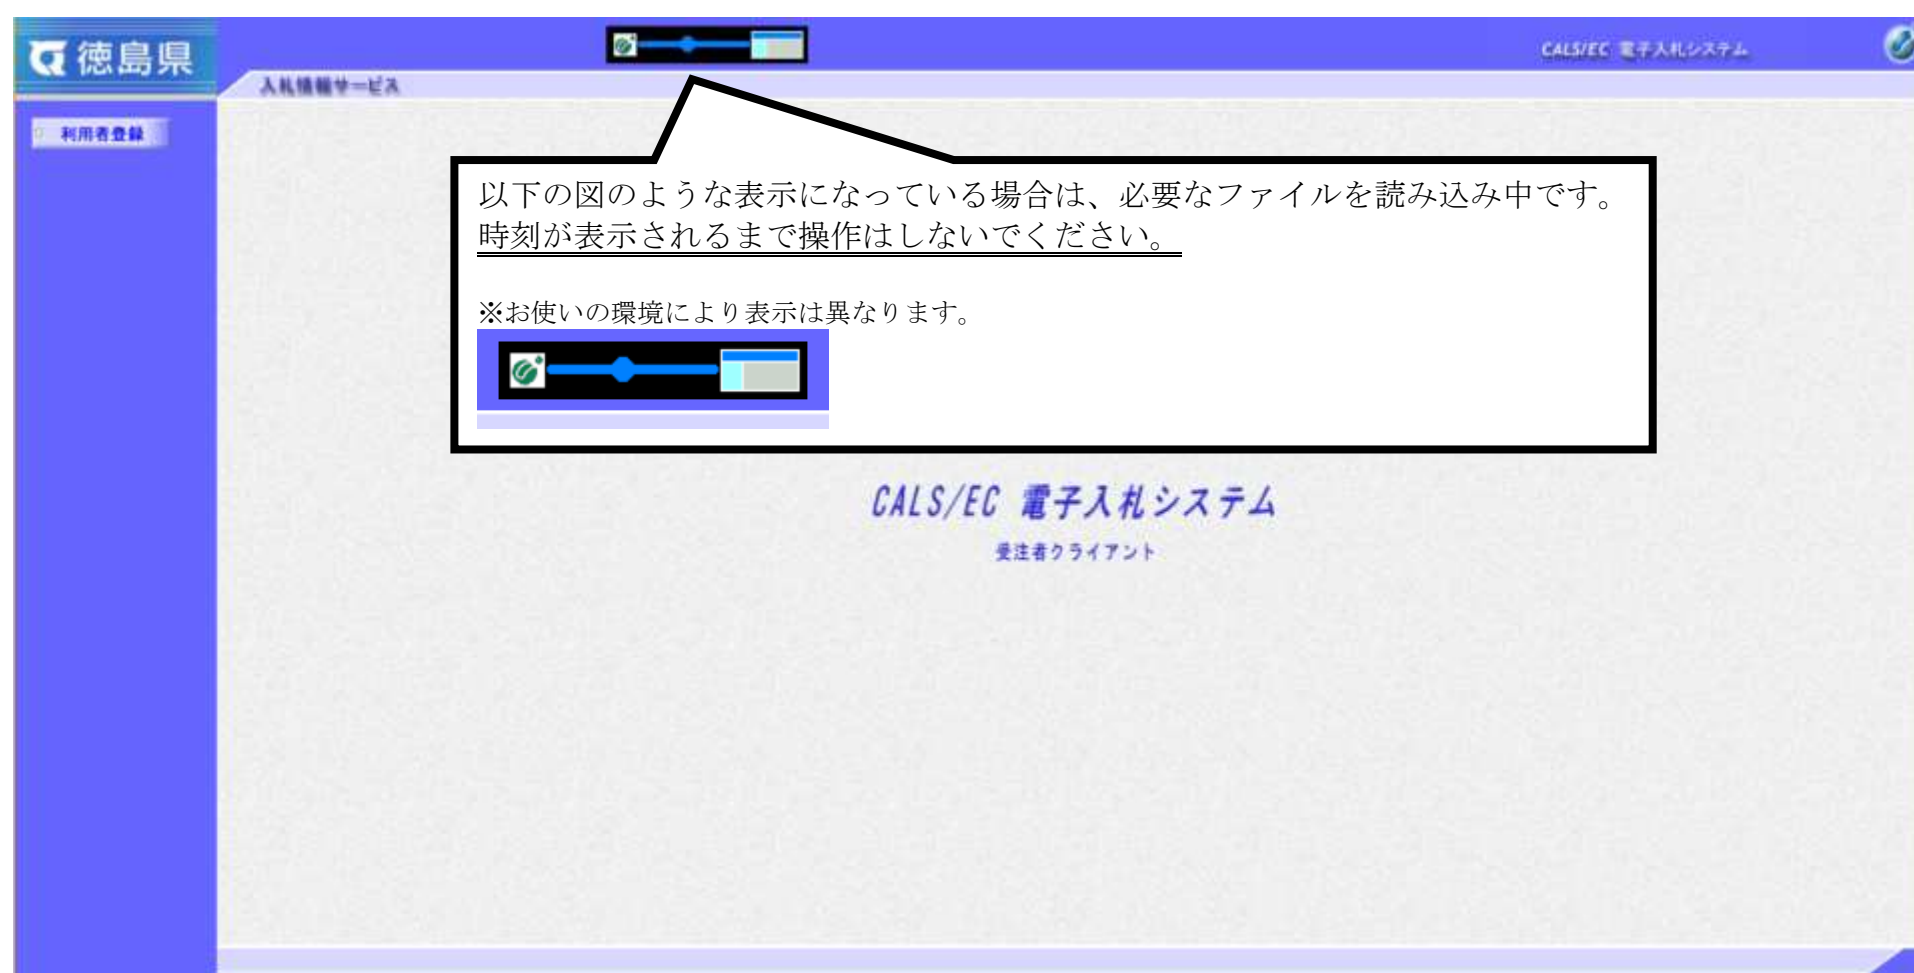 徳島県
CALS/EC 電子入札システム
入札情報サービス
利用者登録
以下の図のような表示になっている場合は、必要なファイルを読み込み中です。
時刻が表示されるまで操作はしないでください。
※お使いの環境により表示は異なります。
CALS/EC 電子入札システム
受注者クライアント